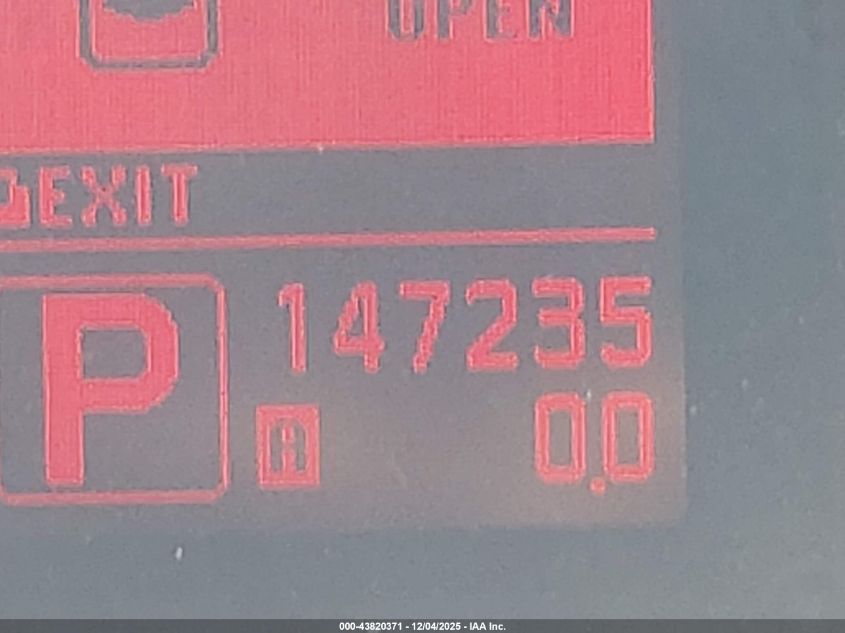 OPEN
EXIT
P
147235
A
0.0
000-43820371 - 12/04/2025 - IAA Inc.